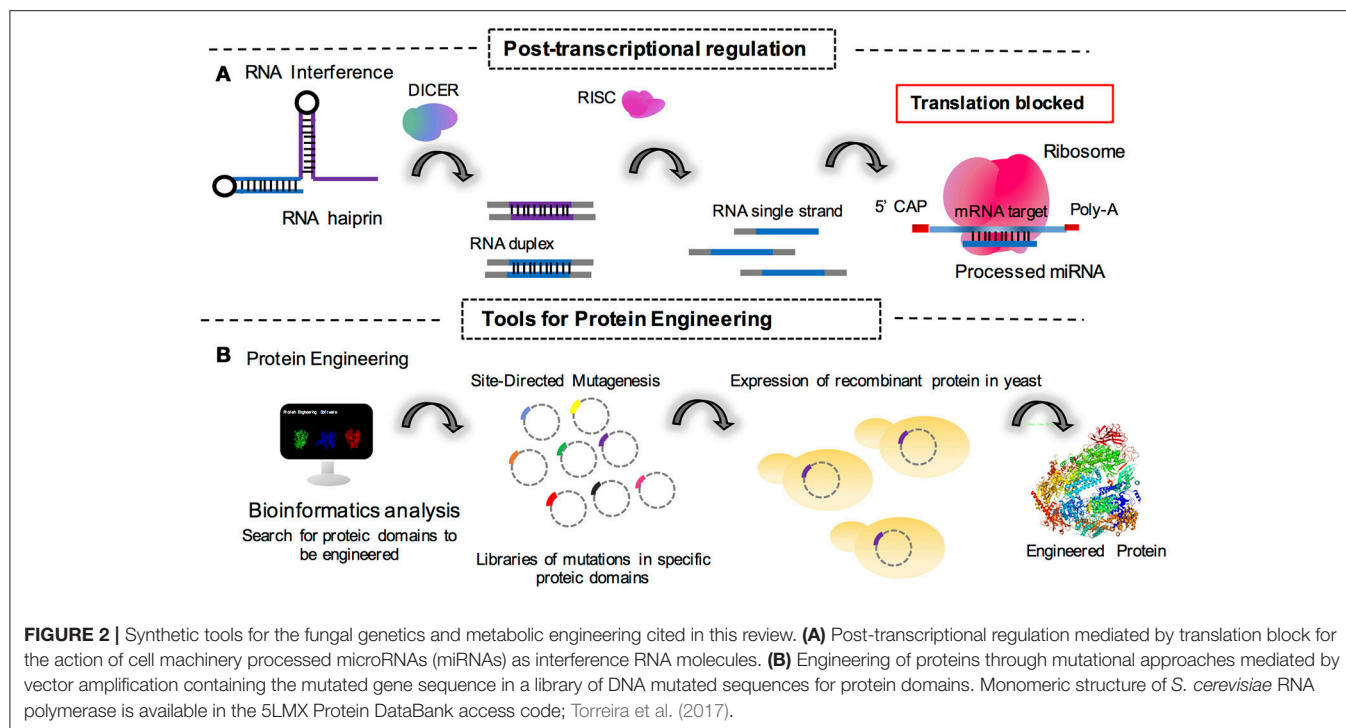 Post-transcriptional regulation
A RNA Interference
DICER
RISC
Translation blocked
Ribosome
5' CAP
mRNA target
Poly-A
RNA haiprin
RNA single strand
RNA duplex
Processed miRNA
Tools for Protein Engineering
B Protein Engineering
Site-Directed Mutagenesis
Expression of recombinant protein in yeast
Protein Engineering Software
Bioinformatics analysis
Search for proteic domains to
be engineered
Libraries of mutations in specific
proteic domains
Engineered Protein
FIGURE 2 | Synthetic tools for the fungal genetics and metabolic engineering cited in this review. (A) Post-transcriptional regulation mediated by translation block for
the action of cell machinery processed microRNAs (miRNAs) as interference RNA molecules. (B) Engineering of proteins through mutational approaches mediated by
vector amplification containing the mutated gene sequence in a library of DNA mutated sequences for protein domains. Monomeric structure of S. cerevisiae RNA
polymerase is available in the 5LMX Protein DataBank access code; Torreira et al. (2017).